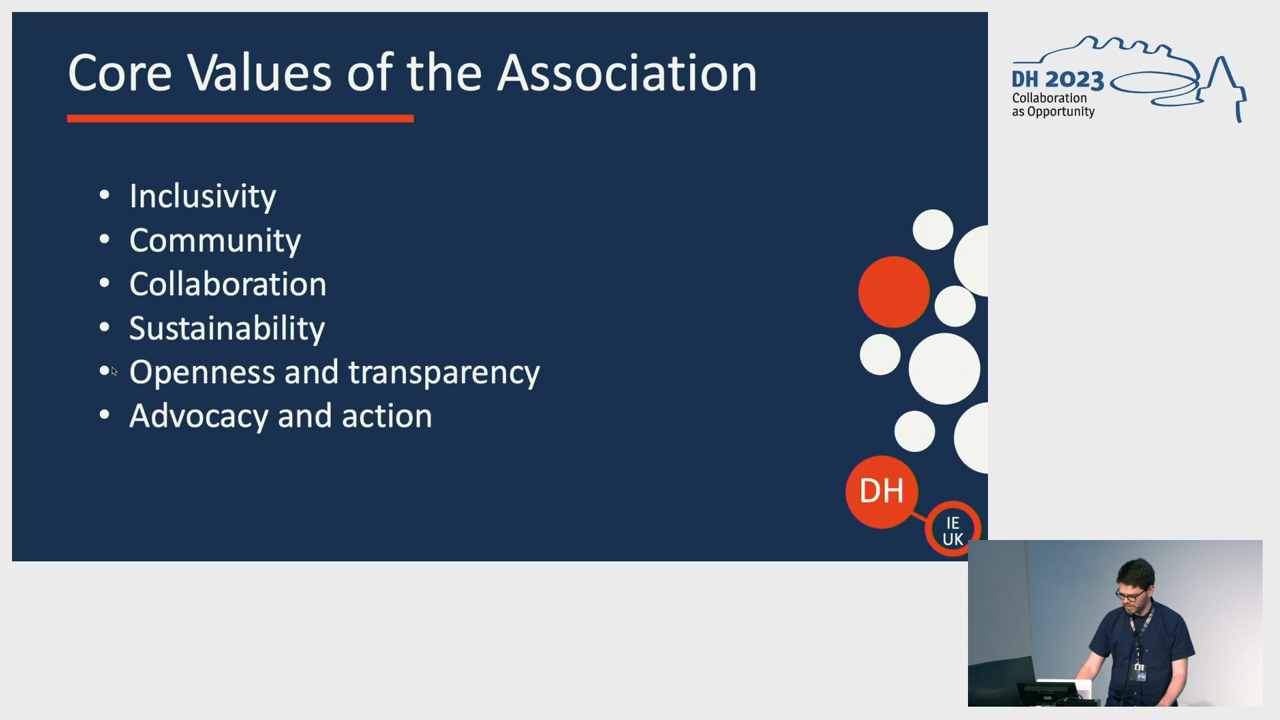 Core Values of the Association
• Inclusivity
• Community
• Collaboration
• Sustainability
• Openness and transparency
• Advocacy and action
DH
IE
UK
DH 2023
Collaboration
as Opportunity